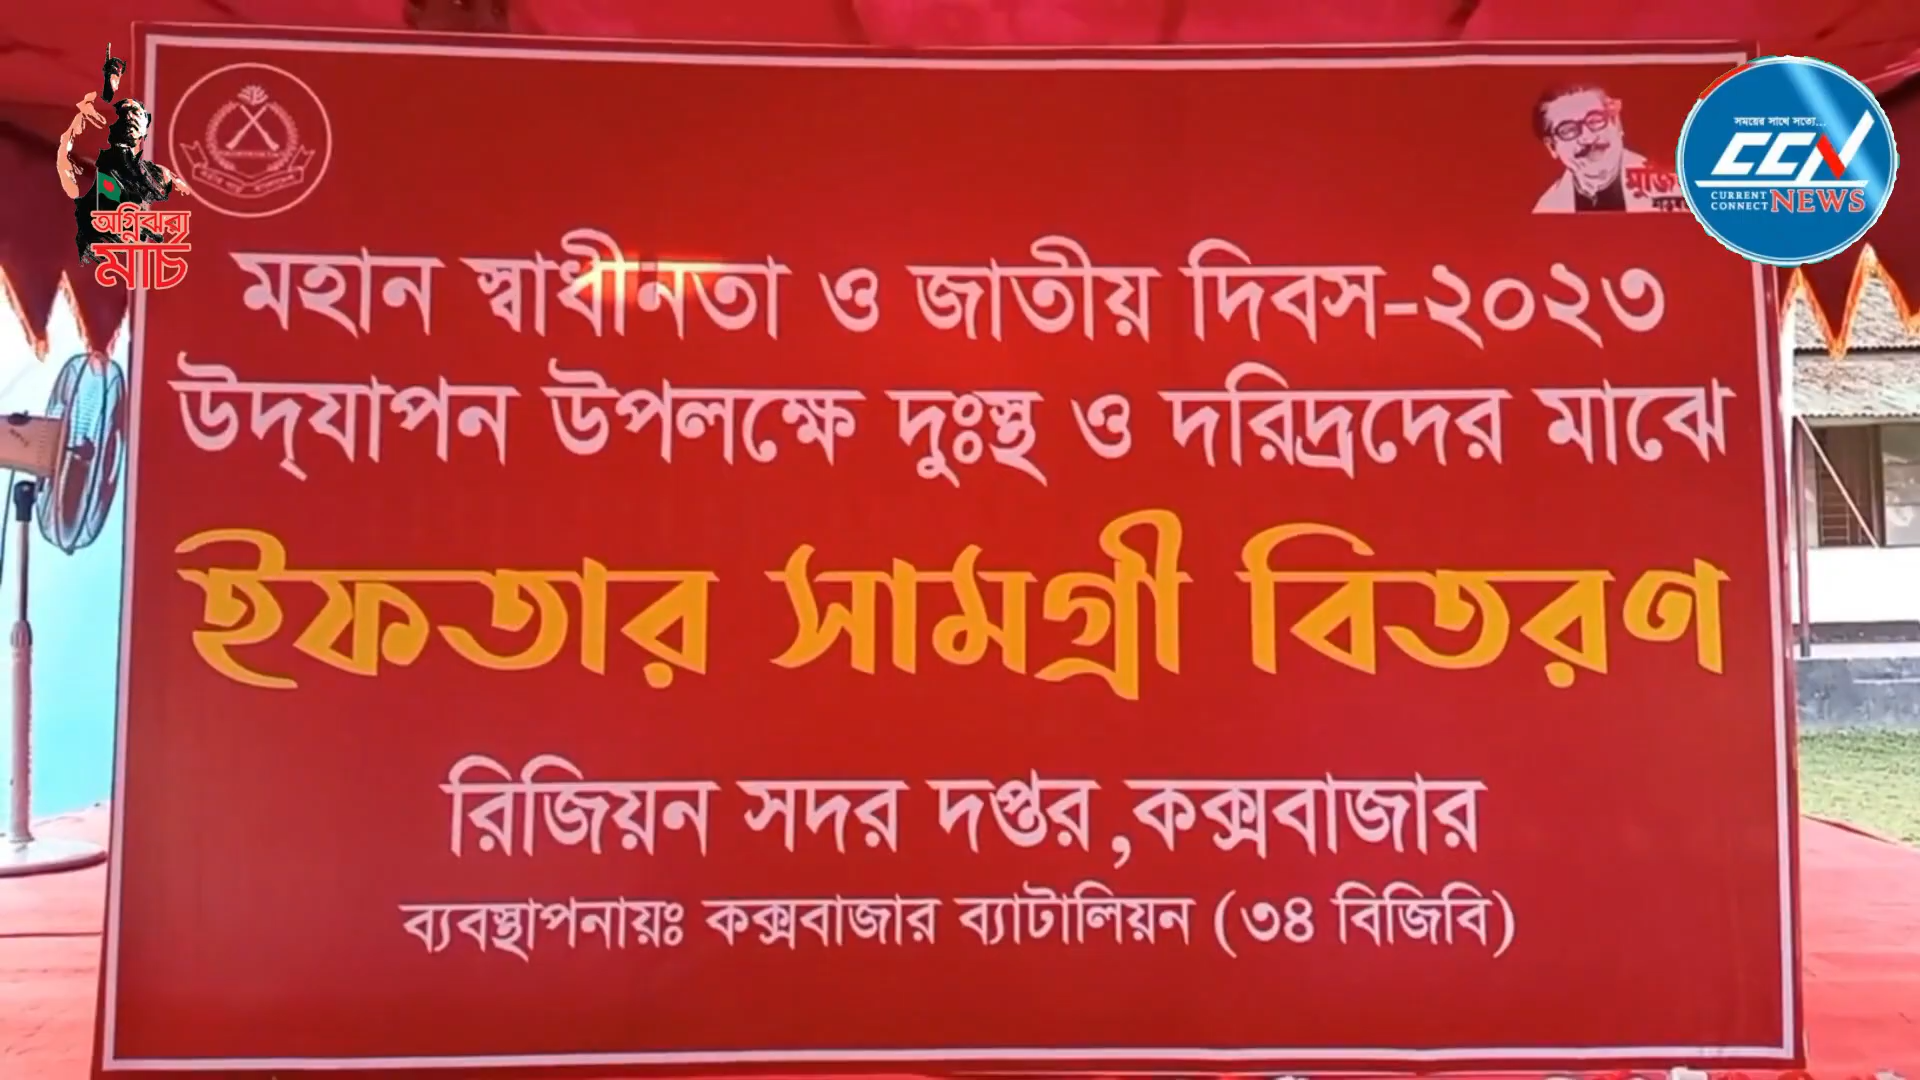 মহান স্বাধীনতা ও জাতীয় দিবস-২০২৩
উদ্‌যাপন উপলক্ষে দুঃস্থ ও দরিদ্রদের মাঝে
ইফতার সামগ্রী বিতরণ
রিজিয়ন সদর দপ্তর,কক্সবাজার
ব্যবস্থাপনায়ঃ কক্সবাজার ব্যাটালিয়ন (৩৪ বিজিবি)
অগ্নিঝরা
মার্চ
সময়ের সাথে সত্যে...
CCN
CURRENT
CONNECT NEWS